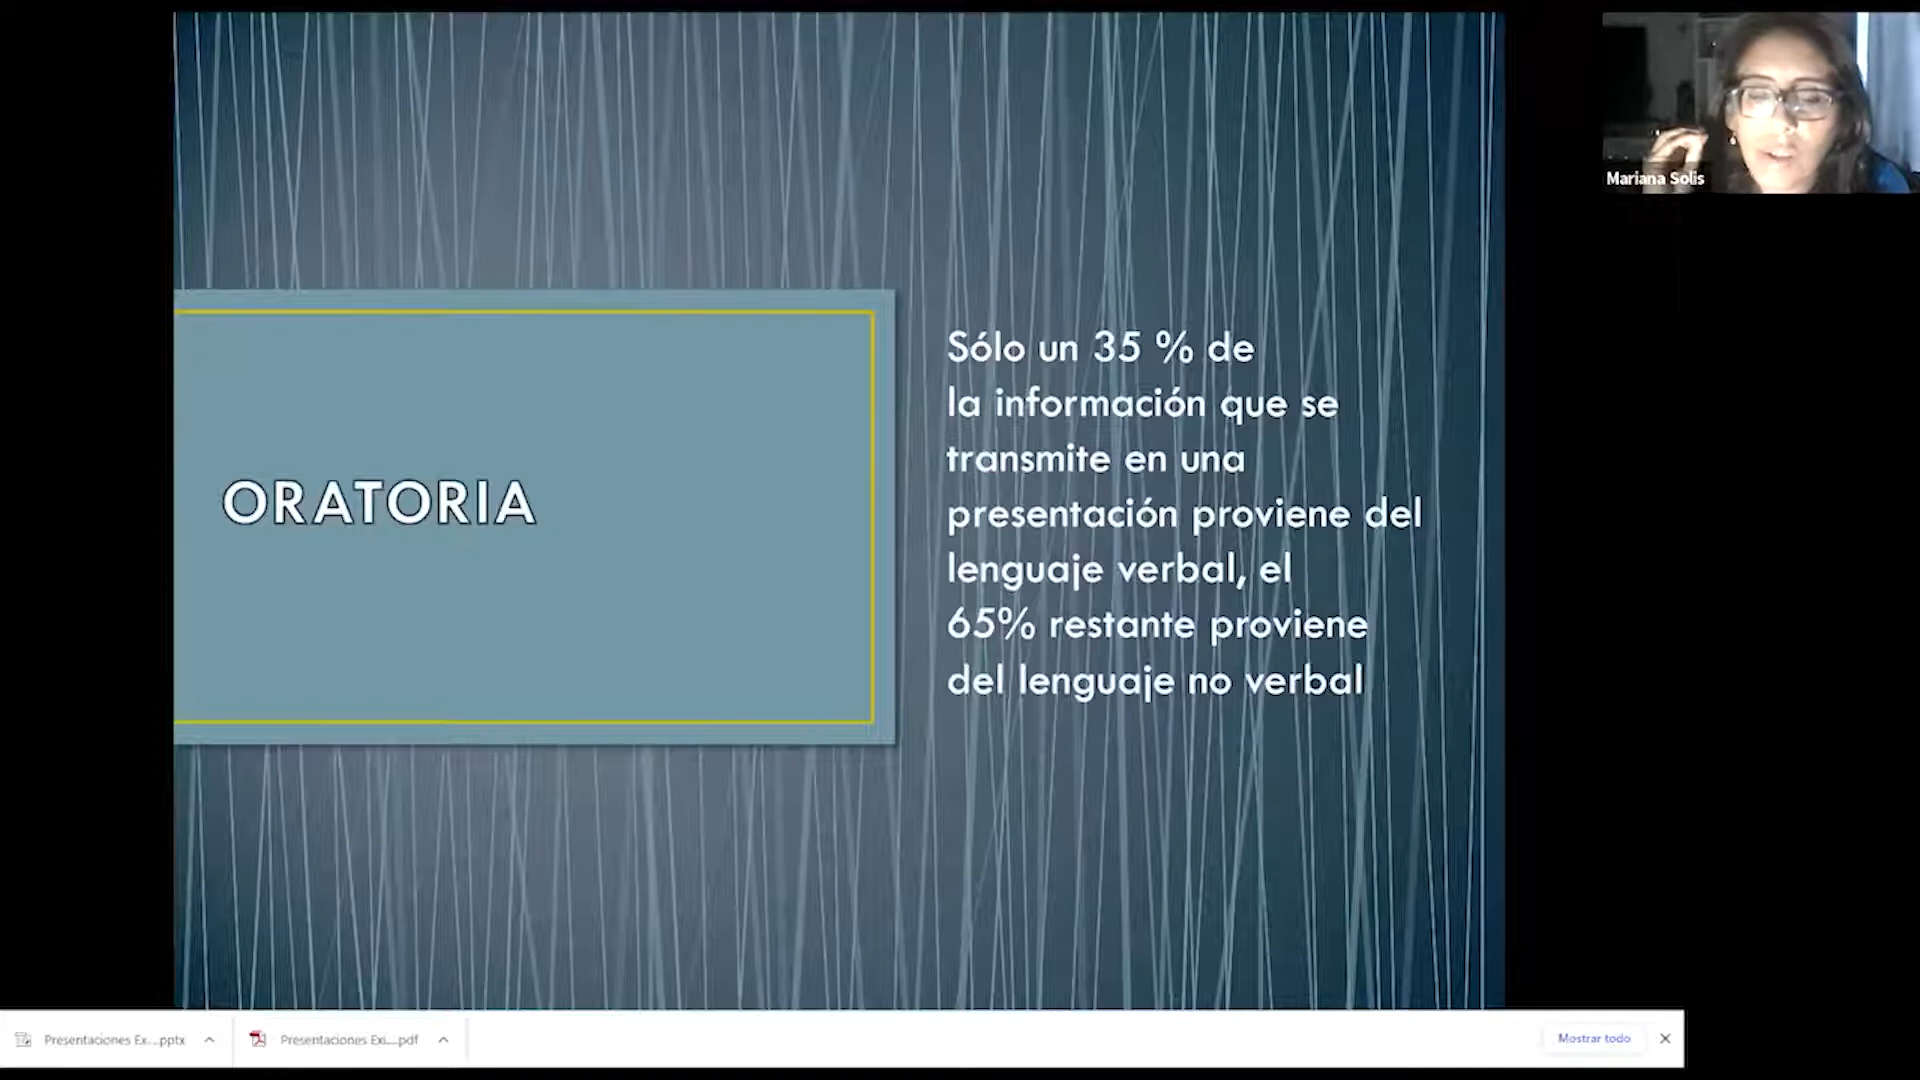 Mariana Solis
ORATORIA
Sólo un 35 % de
la información que se
transmite en una
presentación proviene del
lenguaje verbal, el
65% restante proviene
del lenguaje no verbal
Presentaciones Ex....pptx
Presentaciones Exi....pdf
Mostrar todo